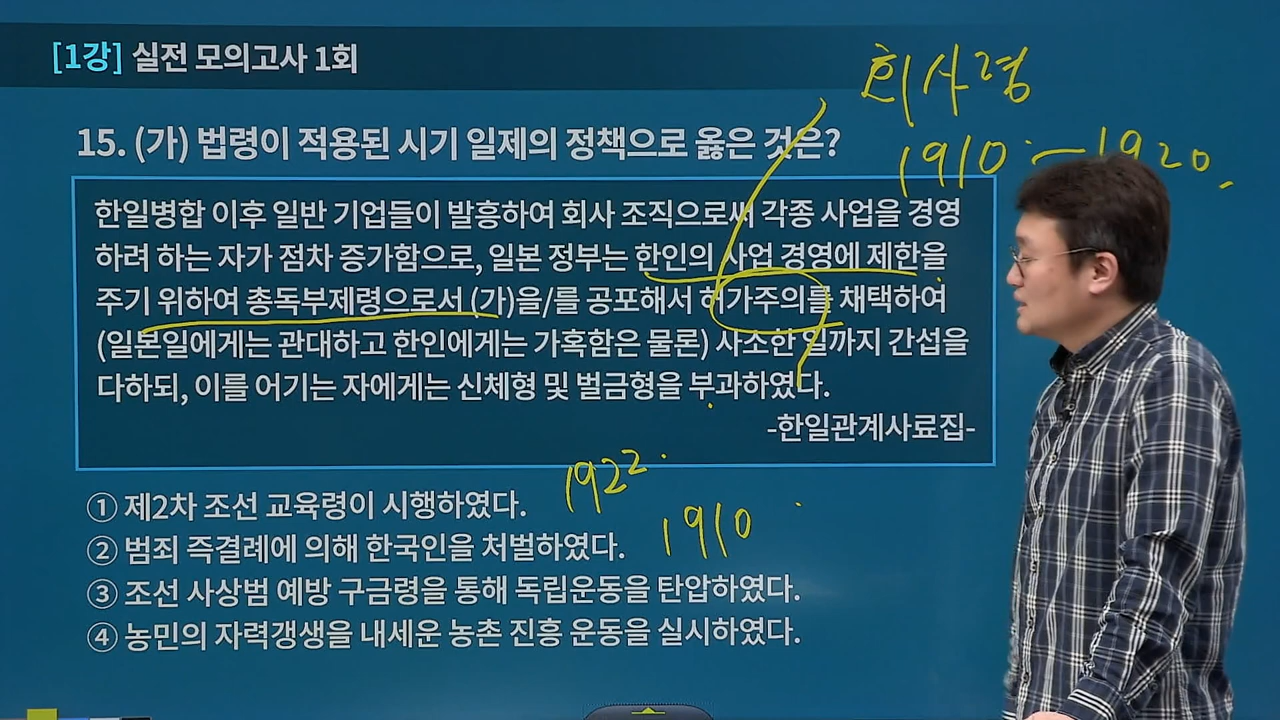 [1강] 실전 모의고사 1회
회사령
1910.-1920.
15. (가) 법령이 적용된 시기 일제의 정책으로 옳은 것은?
한일병합 이후 일반 기업들이 발흥하여 회사 조직으로써 각종 사업을 경영
하려 하는 자가 점차 증가함으로, 일본 정부는 한인의 사업 경영에 제한을
주기 위하여 총독부제령으로서 (가)을/를 공포해서 허가주의를 채택하여
(일본일에게는 관대하고 한인에게는 가혹함은 물론) 사소한 일까지 간섭을
다하되, 이를 어기는 자에게는 신체형 및 벌금형을 부과하였다.
-한일관계사료집-
① 제2차 조선 교육령이 시행하였다. 1922.
② 범죄 즉결례에 의해 한국인을 처벌하였다. 1910
③ 조선 사상범 예방 구금령을 통해 독립운동을 탄압하였다.
④ 농민의 자력갱생을 내세운 농촌 진흥 운동을 실시하였다.